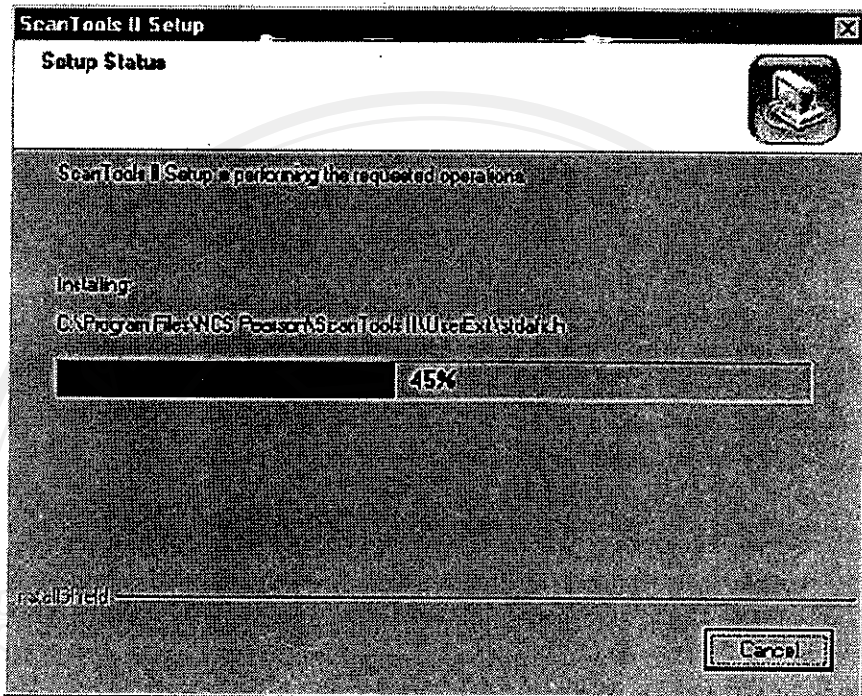 ScanTools II Setup
Setup Status
ScanTools II Setup is performing the requested operations.
Installing:
C:\Program Files\NCS Pearson\ScanTools II\UserExt\stdafx.h
45%
InstallShield
Cancel